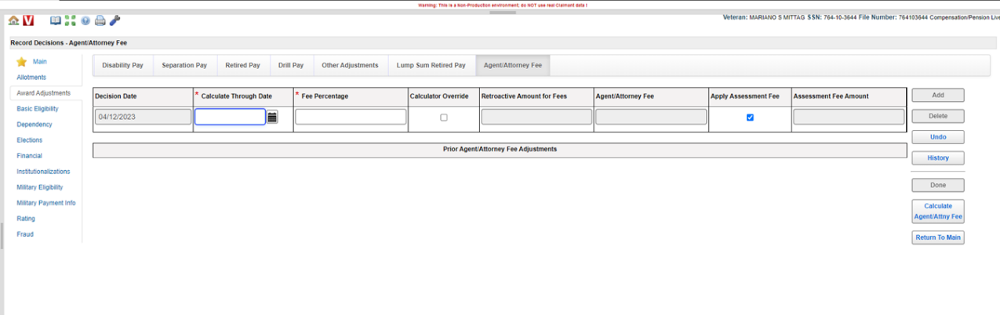 Warning: This is a Non-Production environment; do NOT use real Claimant data !
V
Veteran: MARIANO S MITTAG SSN: 764-10-3644 File Number: 764103644 Compensation/Pension Live
Record Decisions - Agent/Attorney Fee
Main
Allotments
Award Adjustments
Basic Eligibility
Dependency
Elections
Financial
Institutionalizations
Military Eligibility
Military Payment Info
Rating
Fraud
Disability Pay Separation Pay Retired Pay Drill Pay Other Adjustments Lump Sum Retired Pay Agent/Attorney Fee
Decision Date * Calculate Through Date * Fee Percentage Calculator Override Retroactive Amount for Fees Agent/Attorney Fee Apply Assessment Fee Assessment Fee Amount
04/12/2023
Prior Agent/Attorney Fee Adjustments
Add
Delete
Undo
History
Done
Calculate
Agent/Attny Fee
Return To Main